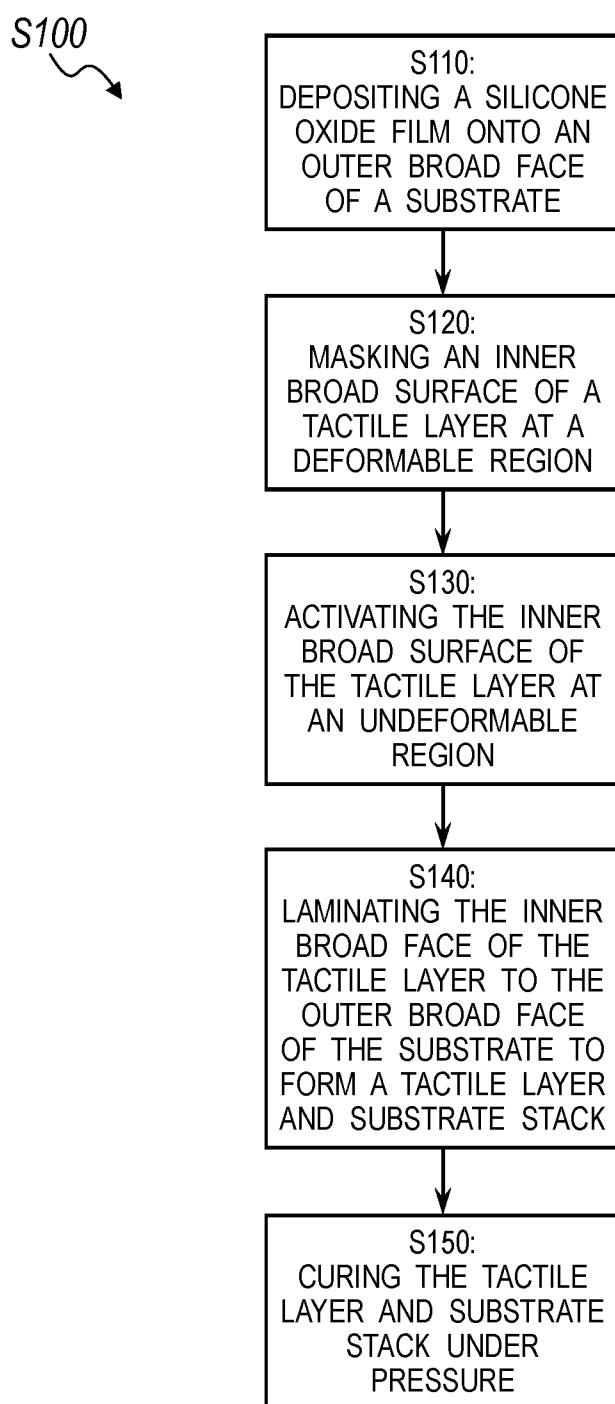 S100
S110:
DEPOSITING A SILICONE
OXIDE FILM ONTO AN
OUTER BROAD FACE
OF A SUBSTRATE
S120:
MASKING AN INNER
BROAD SURFACE OF A
TACTILE LAYER AT A
DEFORMABLE REGION
S130:
ACTIVATING THE INNER
BROAD SURFACE OF
THE TACTILE LAYER AT
AN UNDEFORMABLE
REGION
S140:
LAMINATING THE INNER
BROAD FACE OF THE
TACTILE LAYER TO THE
OUTER BROAD FACE
OF THE SUBSTRATE TO
FORM A TACTILE LAYER
AND SUBSTRATE STACK
S150:
CURING THE TACTILE
LAYER AND SUBSTRATE
STACK UNDER
PRESSURE